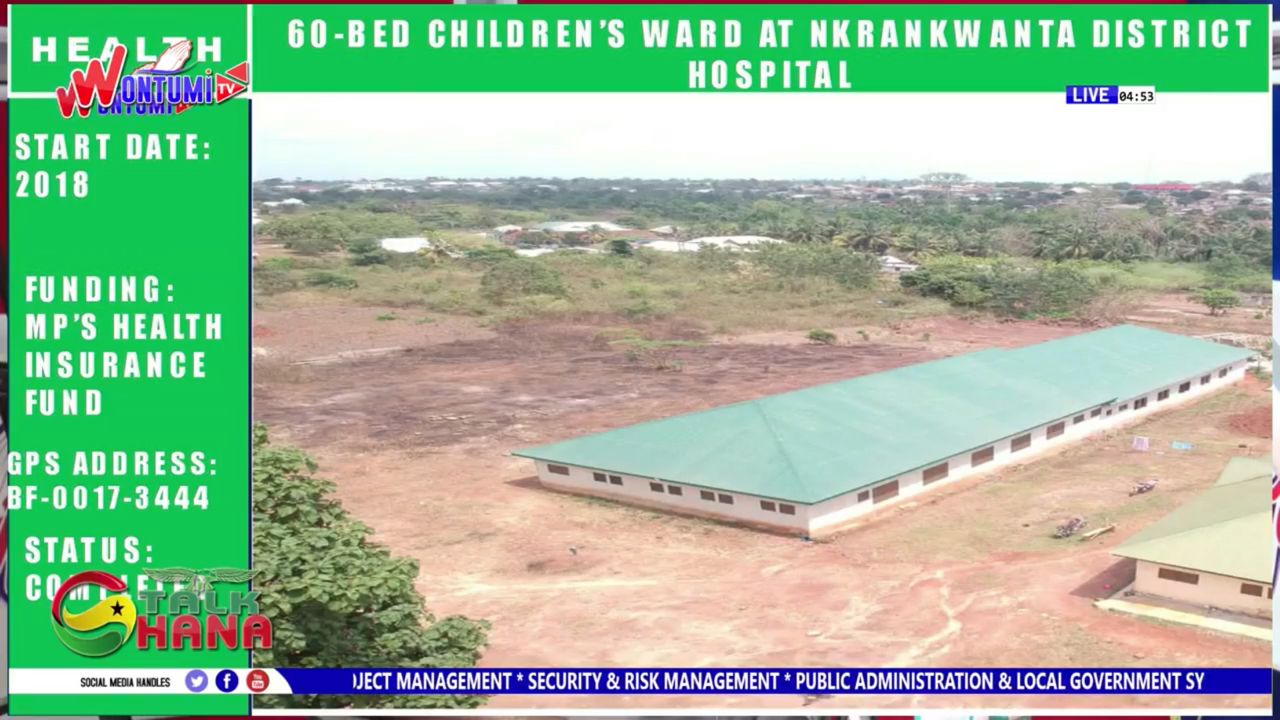 60-BED CHILDREN'S WARD AT NKRANKWANTA DISTRICT
HOSPITAL
HEALTH
WONTUMI TV
LIVE 04:53
START DATE:
2018
FUNDING:
MP'S HEALTH
INSURANCE
FUND
GPS ADDRESS:
BF-0017-3444
STATUS:
COMPLETED
TALK
GHANA
SOCIAL MEDIA HANDLES
You
JECT MANAGEMENT * SECURITY & RISK MANAGEMENT * PUBLIC ADMINISTRATION & LOCAL GOVERNMENT SY